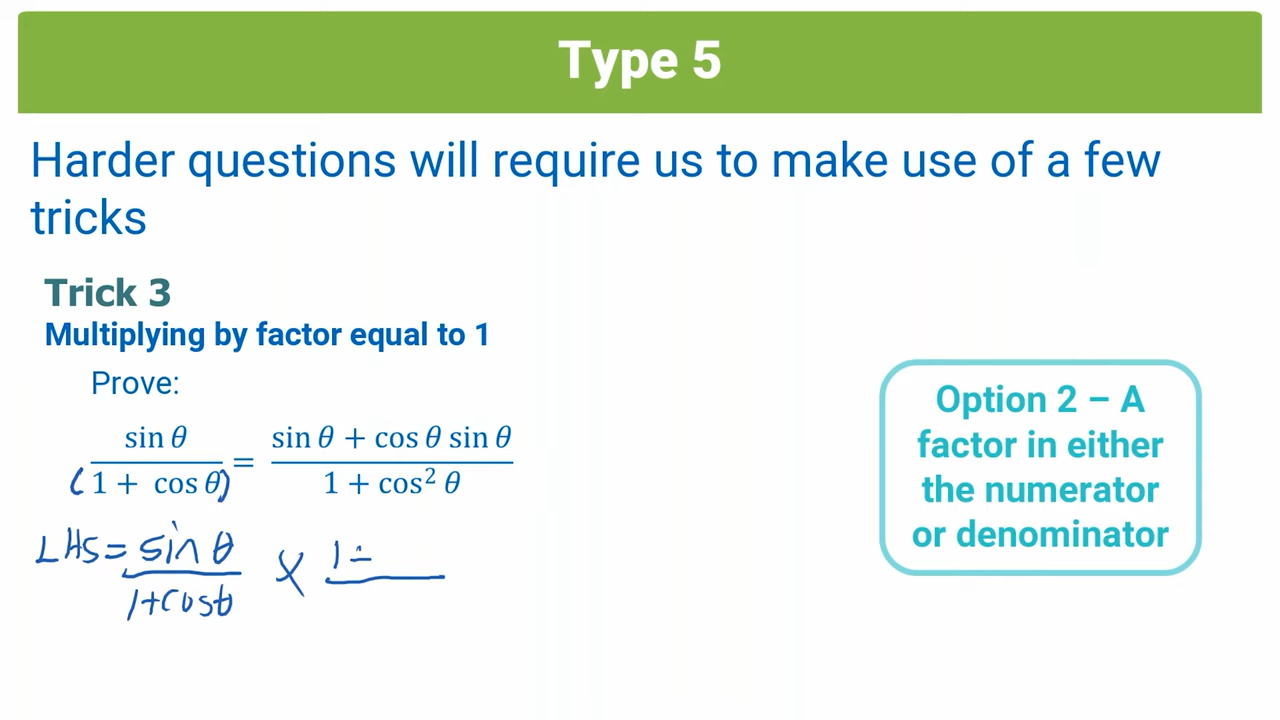 Type 5
Harder questions will require us to make use of a few
tricks
Trick 3
Multiplying by factor equal to 1
Prove:
sin θ / (1 + cos θ) = sin θ + cos θ sin θ / 1 + cos² θ
LHS = sin θ / 1+cosθ × 1-
Option 2 – A
factor in either
the numerator
or denominator